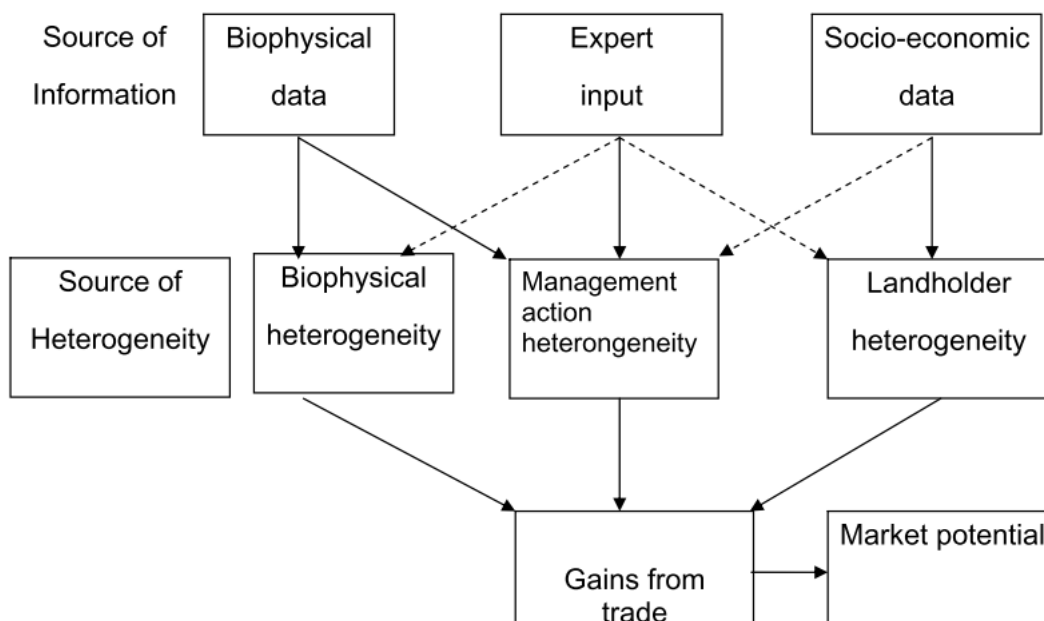 Source of
Information
Biophysical
data
Expert
input
Socio-economic
data
Source of
Heterogeneity
Biophysical
heterogeneity
Management
action
heterongeneity
Landholder
heterogeneity
Gains from
trade
Market potential